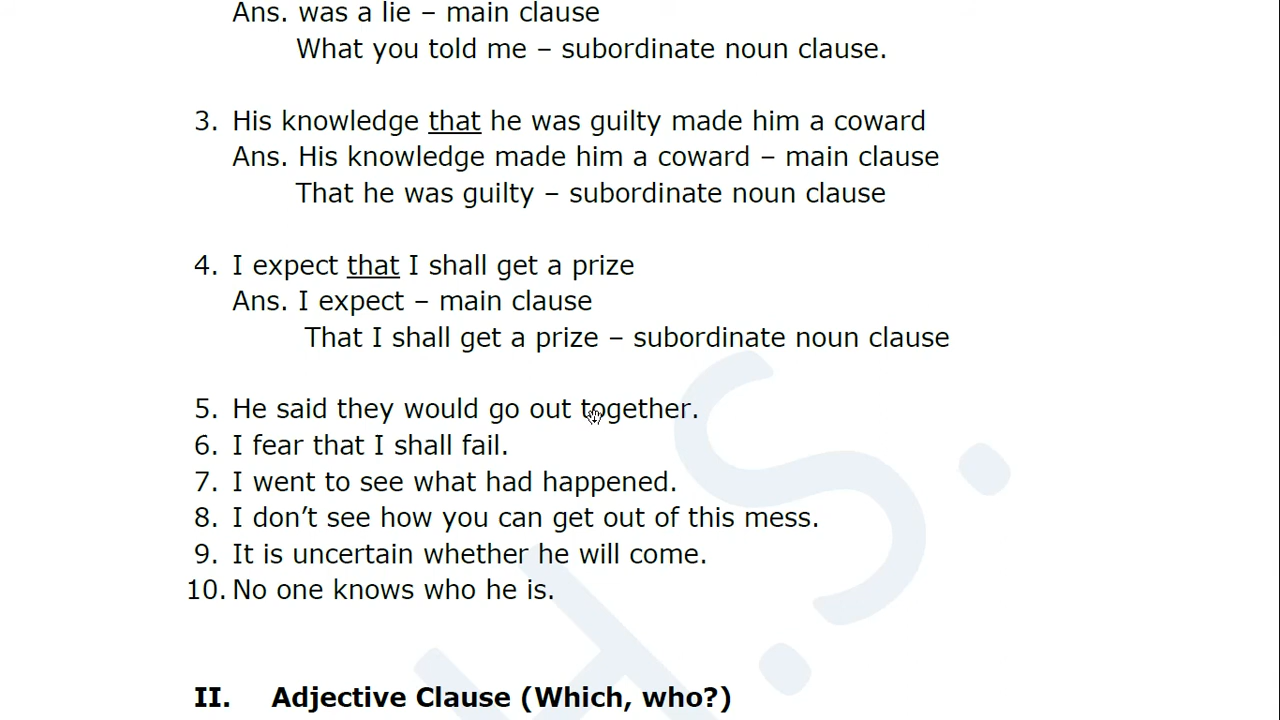 Ans. was a lie – main clause
What you told me – subordinate noun clause.
3. His knowledge that he was guilty made him a coward
Ans. His knowledge made him a coward – main clause
That he was guilty – subordinate noun clause
4. I expect that I shall get a prize
Ans. I expect – main clause
That I shall get a prize – subordinate noun clause
5. He said they would go out together.
6. I fear that I shall fail.
7. I went to see what had happened.
8. I don’t see how you can get out of this mess.
9. It is uncertain whether he will come.
10. No one knows who he is.
II. Adjective Clause (Which, who?)
H.S.